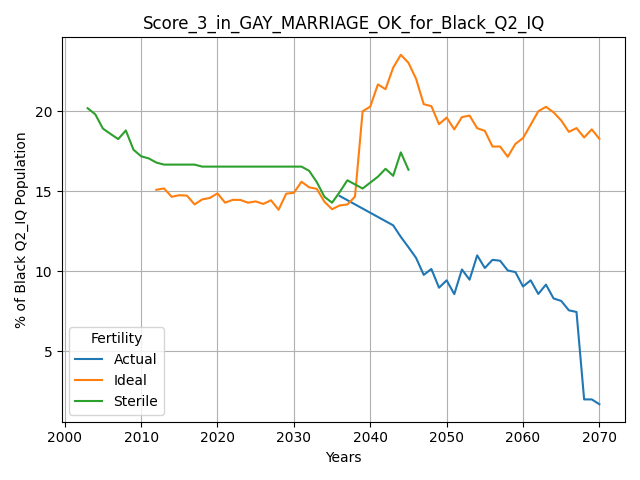 Score_3_in_GAY_MARRIAGE_OK_for_Black_Q2_IQ
% of Black Q2_IQ Population
20
15
10
5
Fertility
Actual
Ideal
Sterile
2000 2010 2020 2030 2040 2050 2060 2070
Years